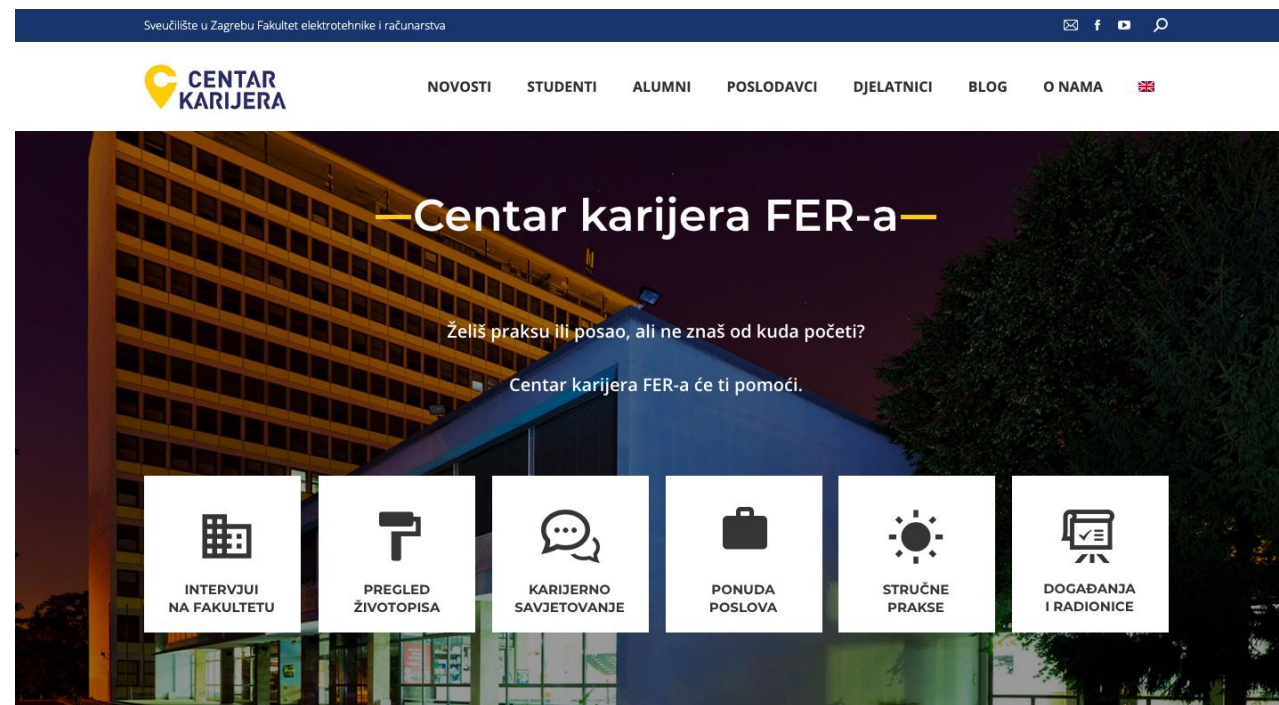 Sveučilište u Zagrebu Fakultet elektrotehnike i računarstva
CENTAR
KARIJERA
NOVOSTI STUDENTI ALUMNI POSLODAVCI DJELATNICI BLOG O NAMA
Centar karijera FER-a
Želiš praksu ili posao, ali ne znaš od kuda početi?
Centar karijera FER-a će ti pomoći.
INTERVJUI
NA FAKULTETU
PREGLED
ŽIVOTOPISA
KARIJERNO
SAVJETOVANJE
PONUDA
POSLOVA
STRUČNE
PRAKSE
DOGAĐANJA
I RADIONICE